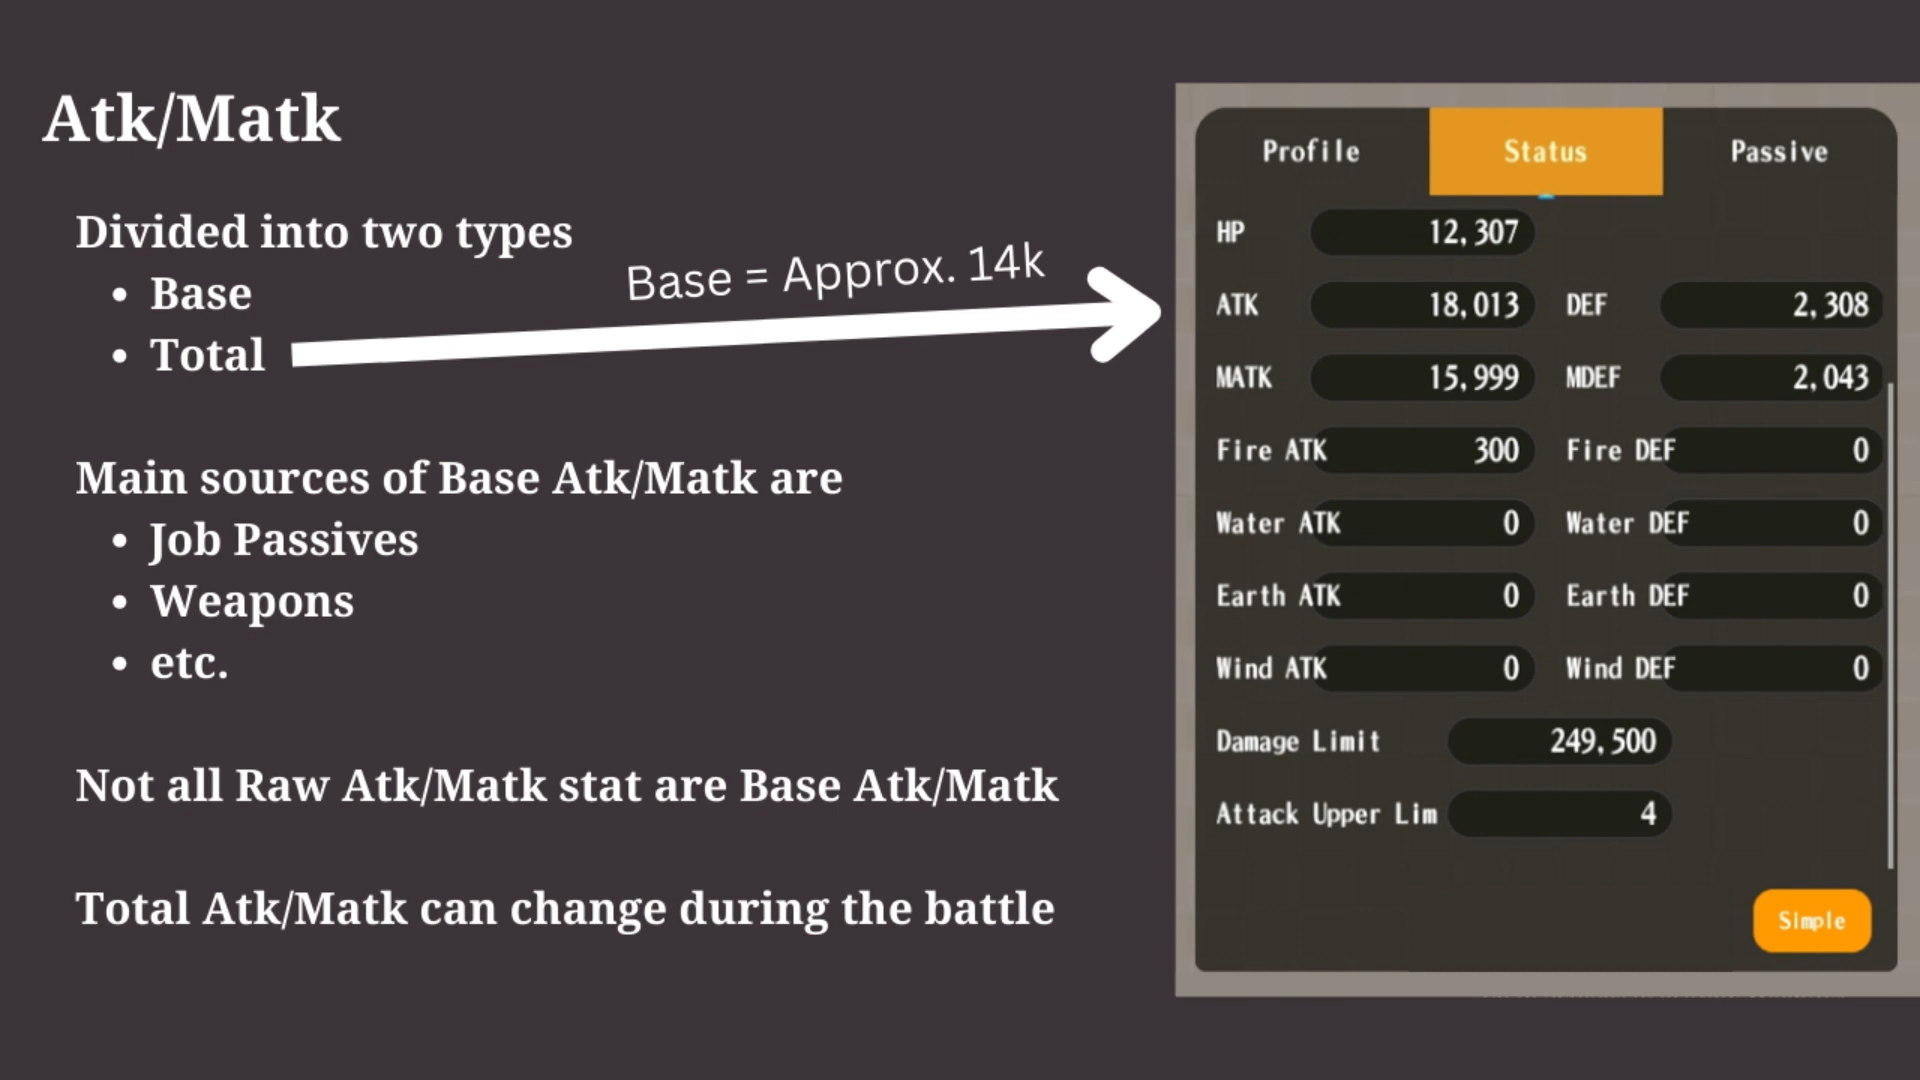 Atk/Matk
Divided into two types
• Base
• Total
Base = Approx. 14k
Main sources of Base Atk/Matk are
• Job Passives
• Weapons
• etc.
Not all Raw Atk/Matk stat are Base Atk/Matk
Total Atk/Matk can change during the battle
Profile Status Passive
HP 12,307
ATK 18,013 DEF 2,308
MATK 15,999 MDEF 2,043
Fire ATK 300 Fire DEF 0
Water ATK 0 Water DEF 0
Earth ATK 0 Earth DEF 0
Wind ATK 0 Wind DEF 0
Damage Limit 249,500
Attack Upper Lim 4
Simple